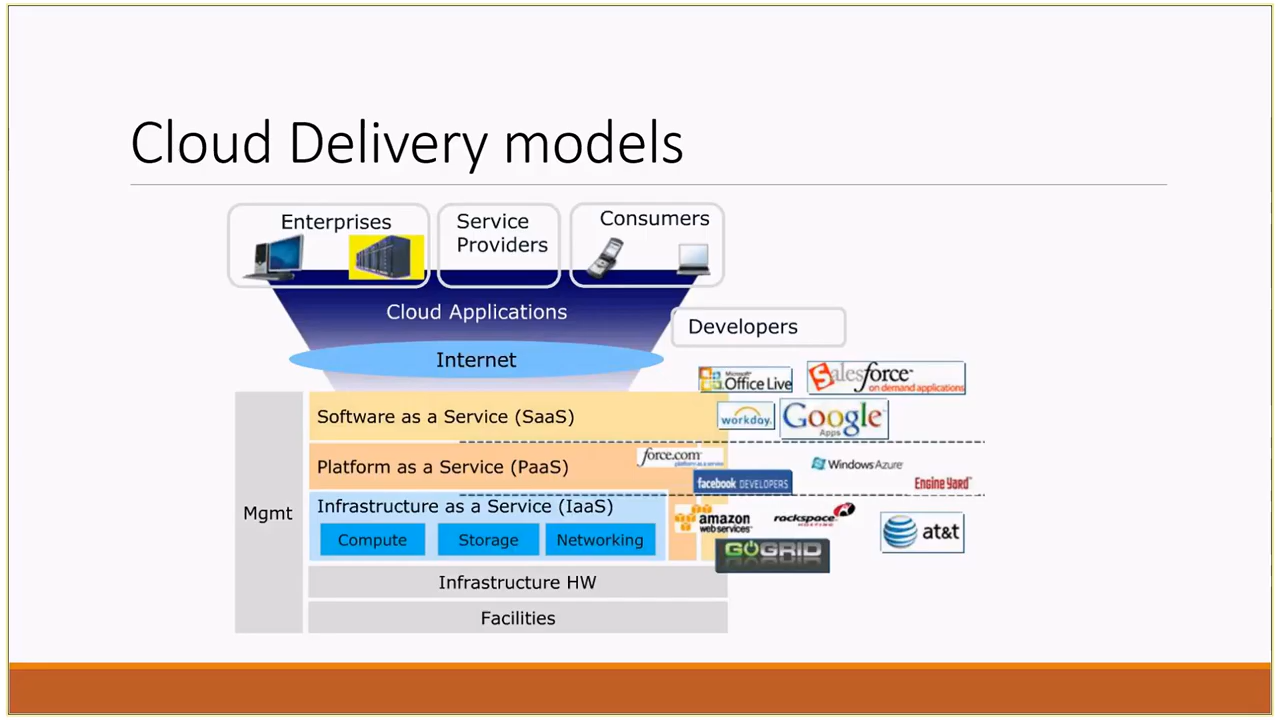 Cloud Delivery models
Enterprises
Service
Providers
Consumers
Cloud Applications
Developers
Internet
Microsoft
Office Live
Salesforce
on demand applications
Software as a Service (SaaS)
workday.
Google
Apps
Platform as a Service (PaaS)
force.com
platform as a service
Windows Azure
facebook DEVELOPERS
Engine Yard
Mgmt
Infrastructure as a Service (IaaS)
Compute
Storage
Networking
amazon
web services
rackspace
HOSTING
at&t
GOGRID
Infrastructure HW
Facilities